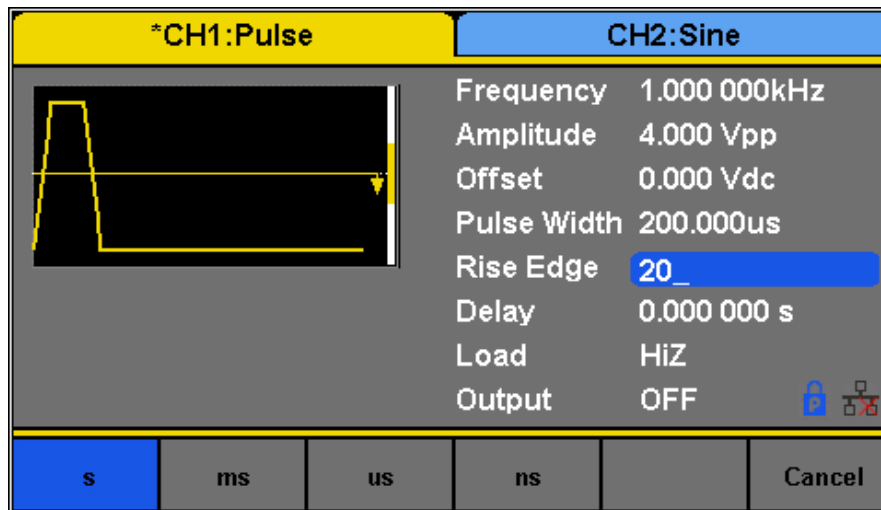 *CH1:Pulse
CH2:Sine
Frequency 1.000 000kHz
Amplitude 4.000 Vpp
Offset 0.000 Vdc
Pulse Width 200.000us
Rise Edge 20_
Delay 0.000 000 s
Load HiZ
Output OFF
P
s ms us ns Cancel